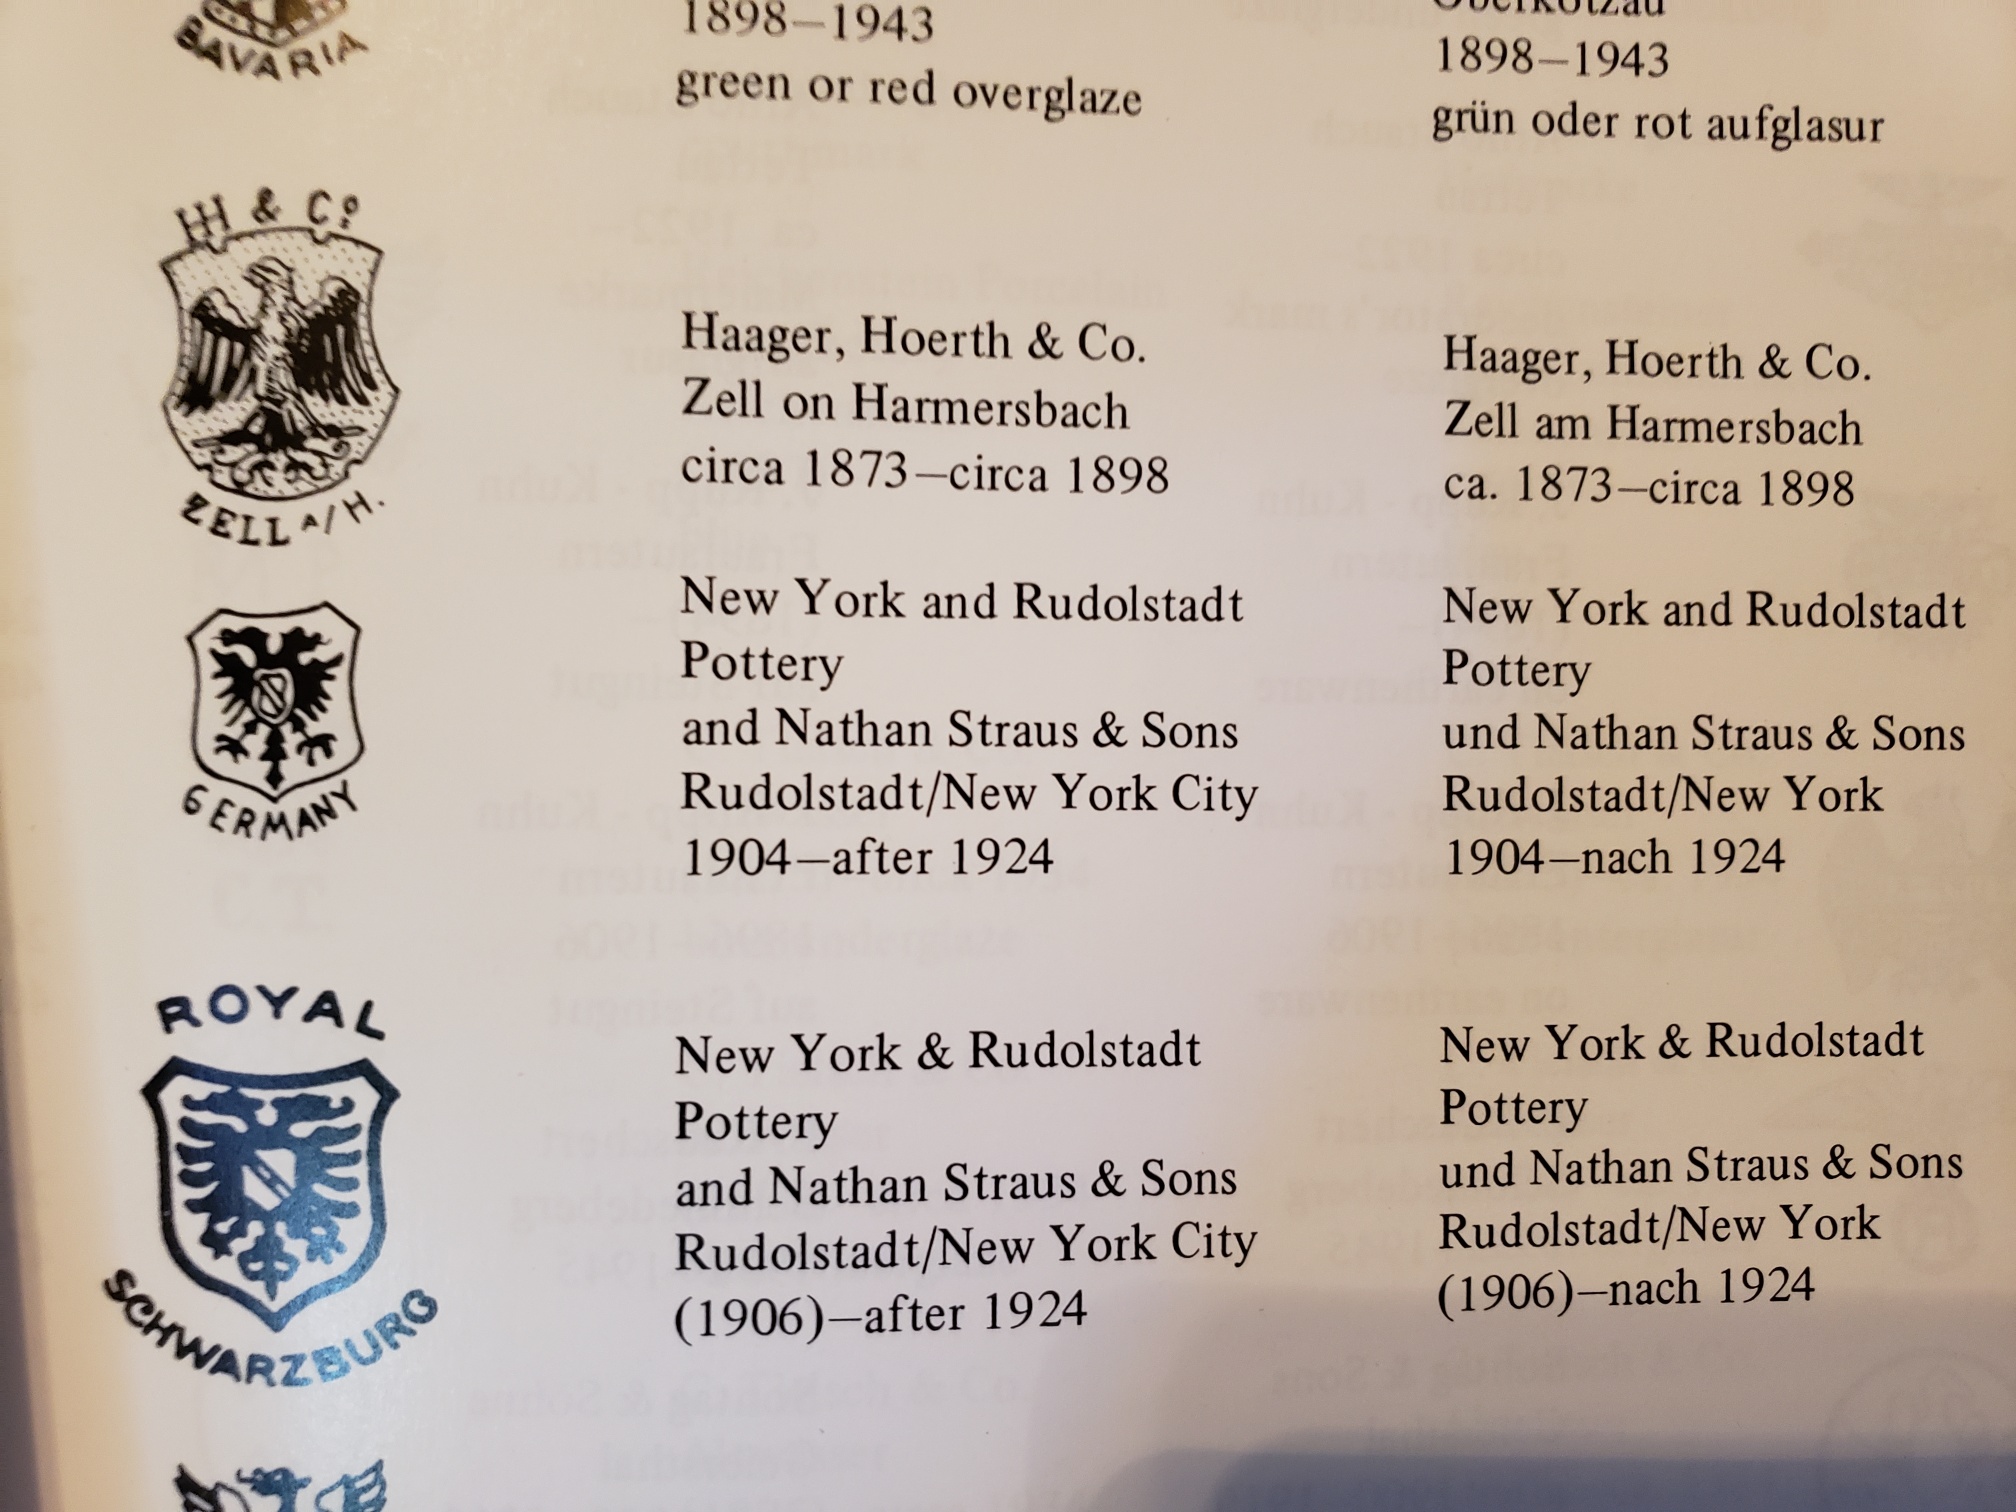 BAVARIA
1898—1943
green or red overglaze
Oberkotzau
1898—1943
grün oder rot aufglasur
HH & Co
ZELL A/H.
Haager, Hoerth & Co.
Zell on Harmersbach
circa 1873—circa 1898
Haager, Hoerth & Co.
Zell am Harmersbach
ca. 1873—circa 1898
GERMANY
New York and Rudolstadt
Pottery
and Nathan Straus & Sons
Rudolstadt/New York City
1904—after 1924
New York and Rudolstadt
Pottery
und Nathan Straus & Sons
Rudolstadt/New York
1904—nach 1924
ROYAL
SCHWARZBURG
New York & Rudolstadt
Pottery
and Nathan Straus & Sons
Rudolstadt/New York City
(1906)—after 1924
New York & Rudolstadt
Pottery
und Nathan Straus & Sons
Rudolstadt/New York
(1906)—nach 1924